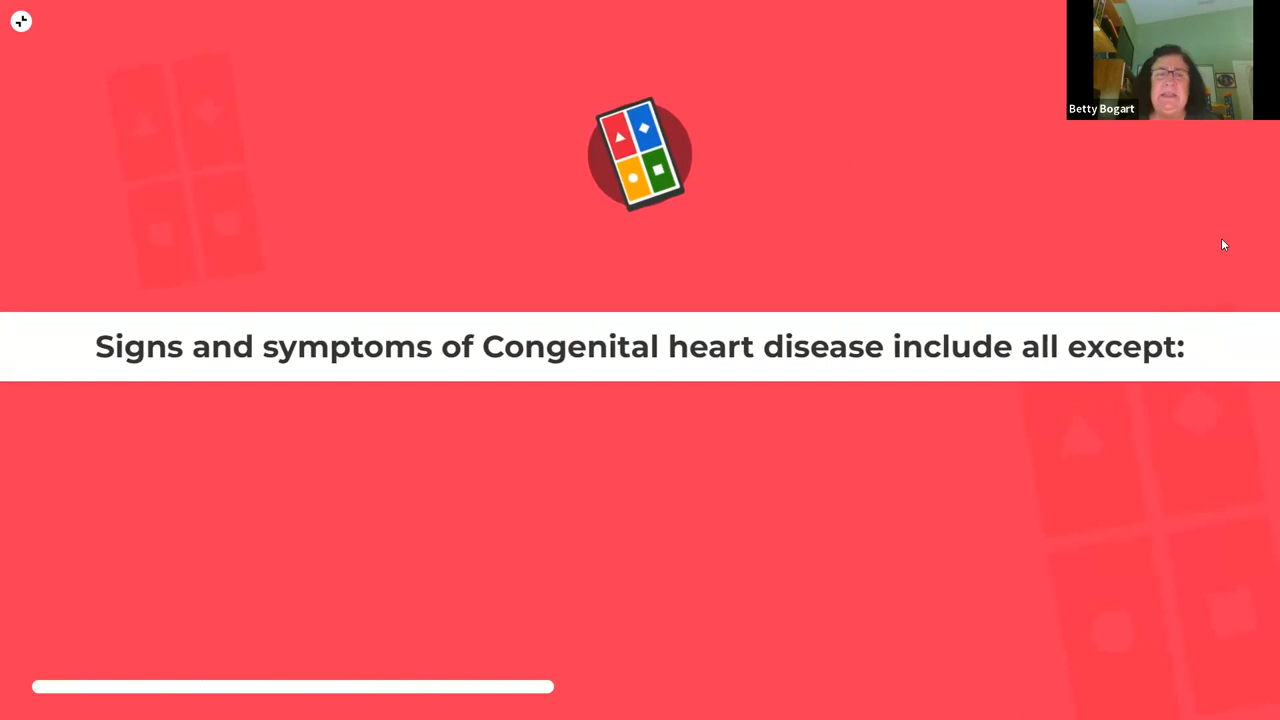 Betty Bogart
Signs and symptoms of Congenital heart disease include all except: